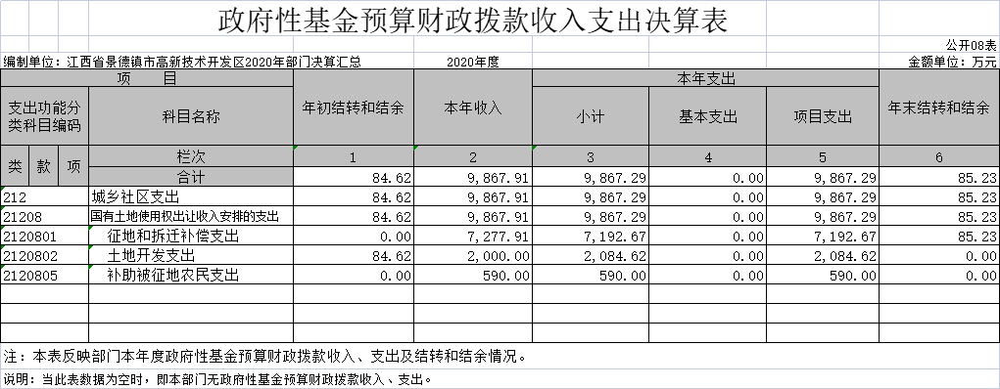 政府性基金预算财政拨款收入支出决算表
公开08表
编制单位：江西省景德镇市高新技术开发区2020年部门决算汇总 2020年度 金额单位：万元
项 目 年初结转和结余 本年收入 本年支出 年末结转和结余
支出功能分类科目编码 科目名称 小计 基本支出 项目支出
类 款 项 栏次 1 2 3 4 5 6
合计 84.62 9,867.91 9,867.29 0.00 9,867.29 85.23
212 城乡社区支出 84.62 9,867.91 9,867.29 0.00 9,867.29 85.23
21208 国有土地使用权出让收入安排的支出 84.62 9,867.91 9,867.29 0.00 9,867.29 85.23
2120801 征地和拆迁补偿支出 0.00 7,277.91 7,192.67 0.00 7,192.67 85.23
2120802 土地开发支出 84.62 2,000.00 2,084.62 0.00 2,084.62 0.00
2120805 补助被征地农民支出 0.00 590.00 590.00 0.00 590.00 0.00
注：本表反映部门本年度政府性基金预算财政拨款收入、支出及结转和结余情况。
说明：当此表数据为空时，即本部门无政府性基金预算财政拨款收入、支出。